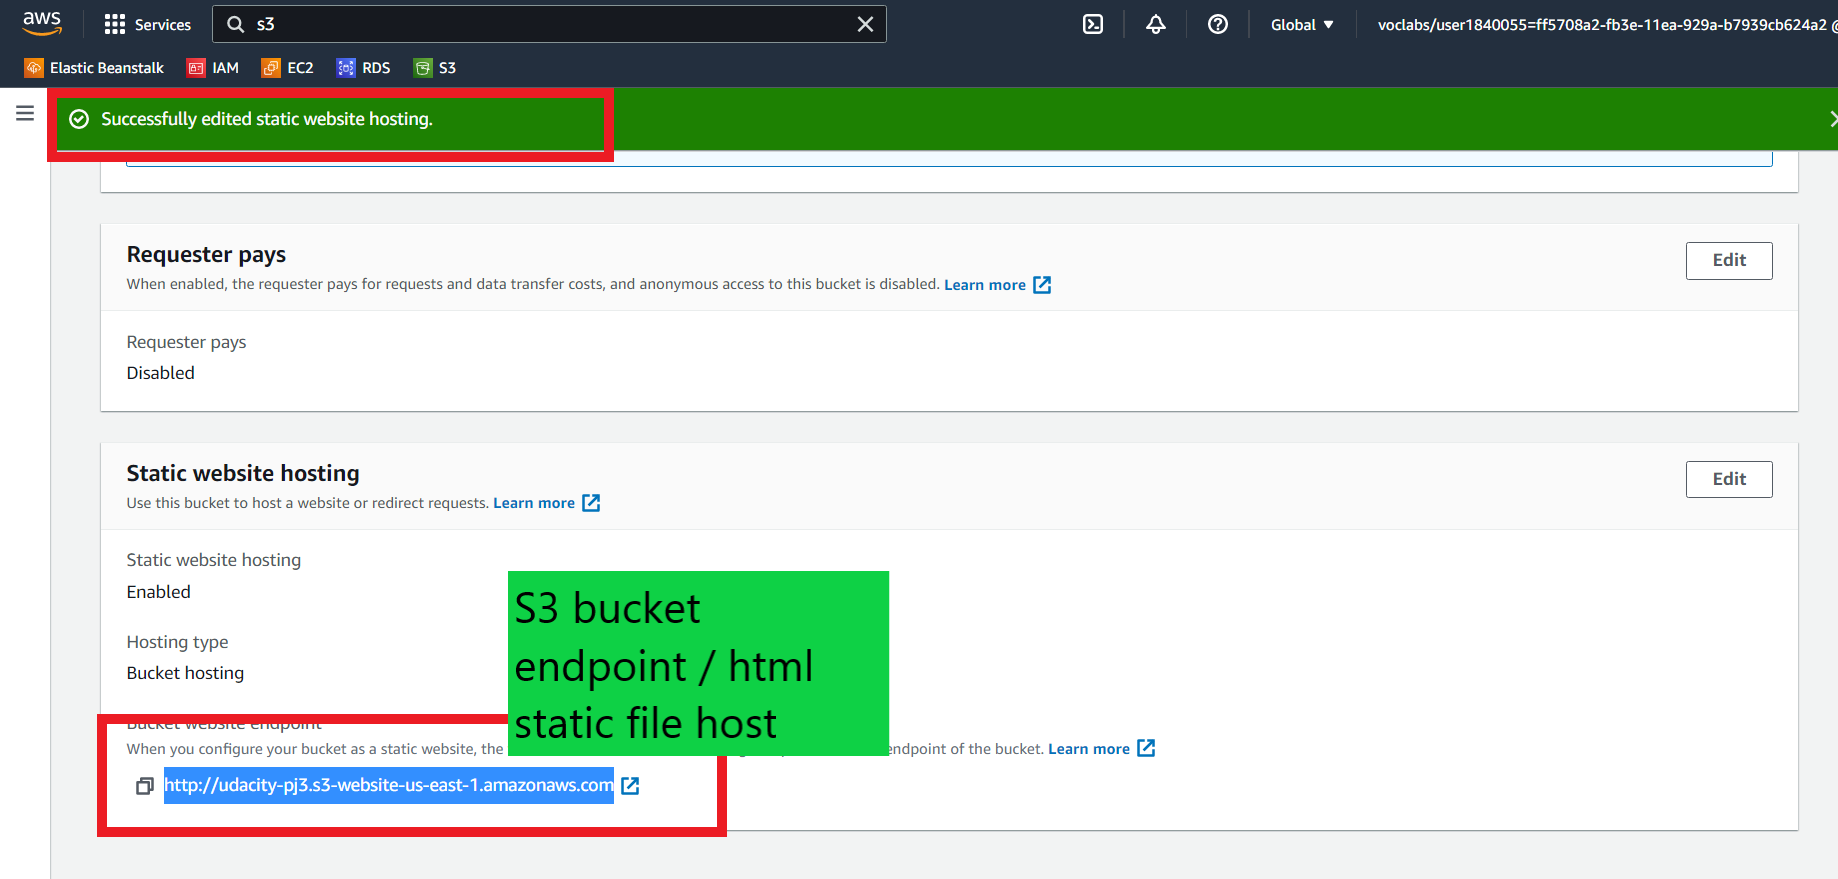 aws Services s3 Global voclabs/user1840055=ff5708a2-fb3e-11ea-929a-b7939cb624a2 @
Elastic Beanstalk IAM EC2 RDS S3
Successfully edited static website hosting.
Requester pays
Edit
When enabled, the requester pays for requests and data transfer costs, and anonymous access to this bucket is disabled. Learn more
Requester pays
Disabled
Static website hosting
Edit
Use this bucket to host a website or redirect requests. Learn more
Static website hosting
Enabled
Hosting type
Bucket hosting
S3 bucket
endpoint / html
static file host
Bucket website endpoint
When you configure your bucket as a static website, the endpoint of the bucket. Learn more
http://udacity-pj3.s3-website-us-east-1.amazonaws.com